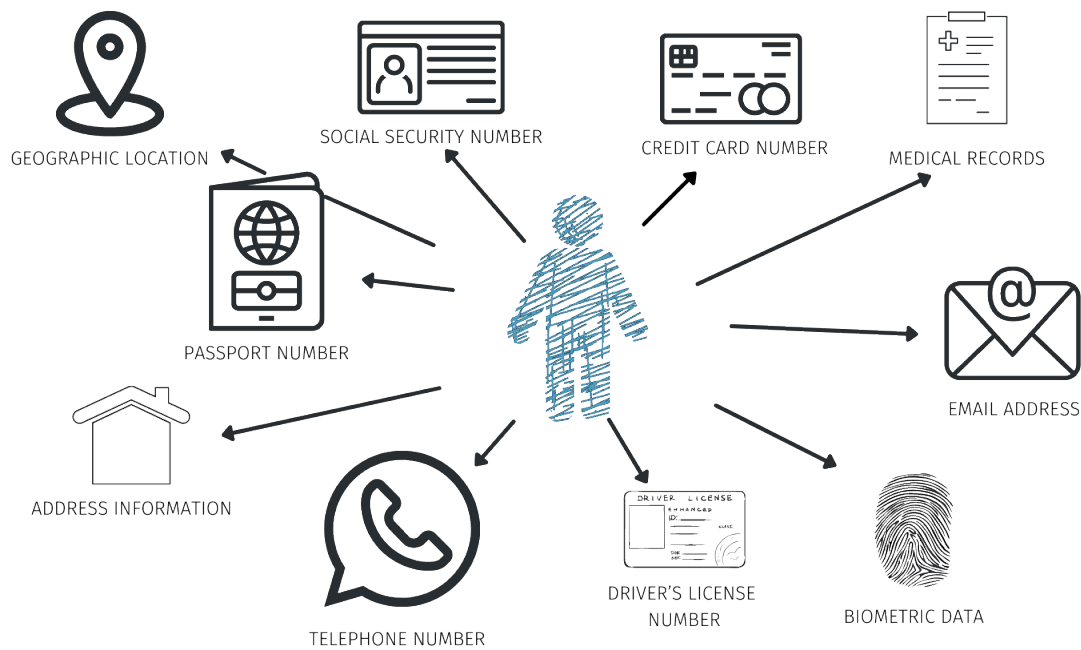 SOCIAL SECURITY NUMBER
CREDIT CARD NUMBER
GEOGRAPHIC LOCATION
MEDICAL RECORDS
@
PASSPORT NUMBER
EMAIL ADDRESS
DRIVER LICENSE
ENHANCED
ID:
CLASS
ADDRESS INFORMATION
DRIVER'S LICENSE
NUMBER
BIOMETRIC DATA
TELEPHONE NUMBER